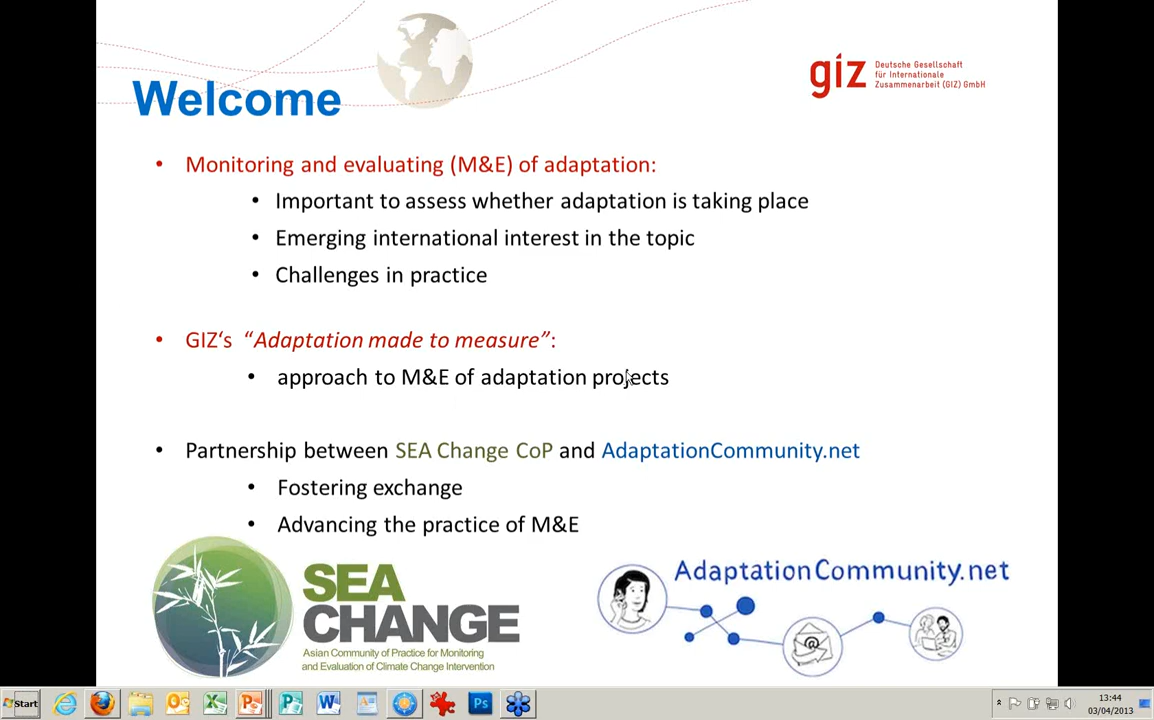 Welcome
giz
Deutsche Gesellschaft
für Internationale
Zusammenarbeit (GIZ) GmbH
• Monitoring and evaluating (M&E) of adaptation:
• Important to assess whether adaptation is taking place
• Emerging international interest in the topic
• Challenges in practice
• GIZ‘s “Adaptation made to measure”:
• approach to M&E of adaptation projects
• Partnership between SEA Change CoP and AdaptationCommunity.net
• Fostering exchange
• Advancing the practice of M&E
SEA
CHANGE
Asian Community of Practice for Monitoring
and Evaluation of Climate Change Intervention
AdaptationCommunity.net
@
Start
Ps
13:44
03/04/2013